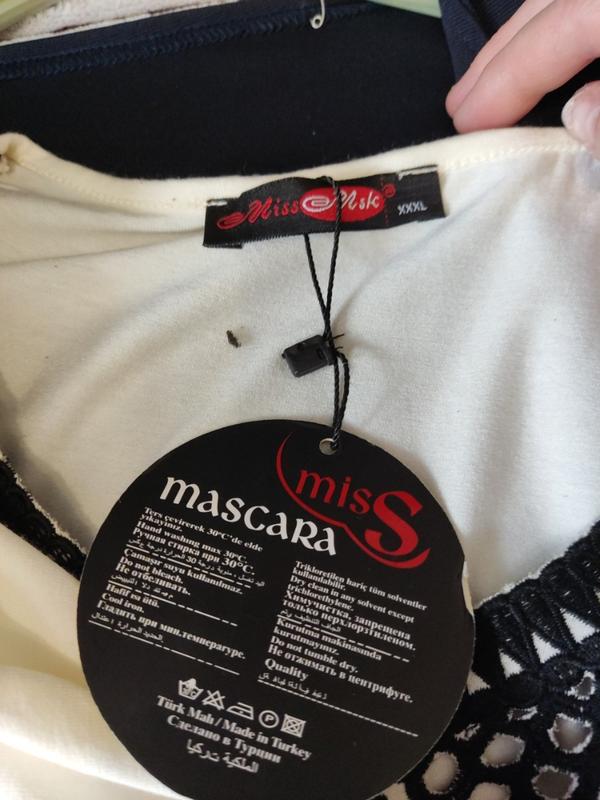 Miss Msk®
XXXL
misS
mascara
Ters çevirerek 30°C'de elde
yıkayınız.
Hand washing max 30°C.
Ручная стирка при 30°C
Çamaşır suyu kullanılmaz.
Do not bleach.
Не отбеливать.
Hafif ısı ütü.
Cool iron.
Гладить при мин.температуре.
Trikloretilen hariç tüm solventler
kullanılabilir.
Dry clean in any solvent except
trichlorethylene.
Химчистка, запрещена
только перхлорэтиленом.
Kurutma makinasında
kurutmayınız.
Do not tumble dry.
Не отжимать в центрифуге.
Quality
P
Türk Malı / Made in Turkey
Сделано в Турции